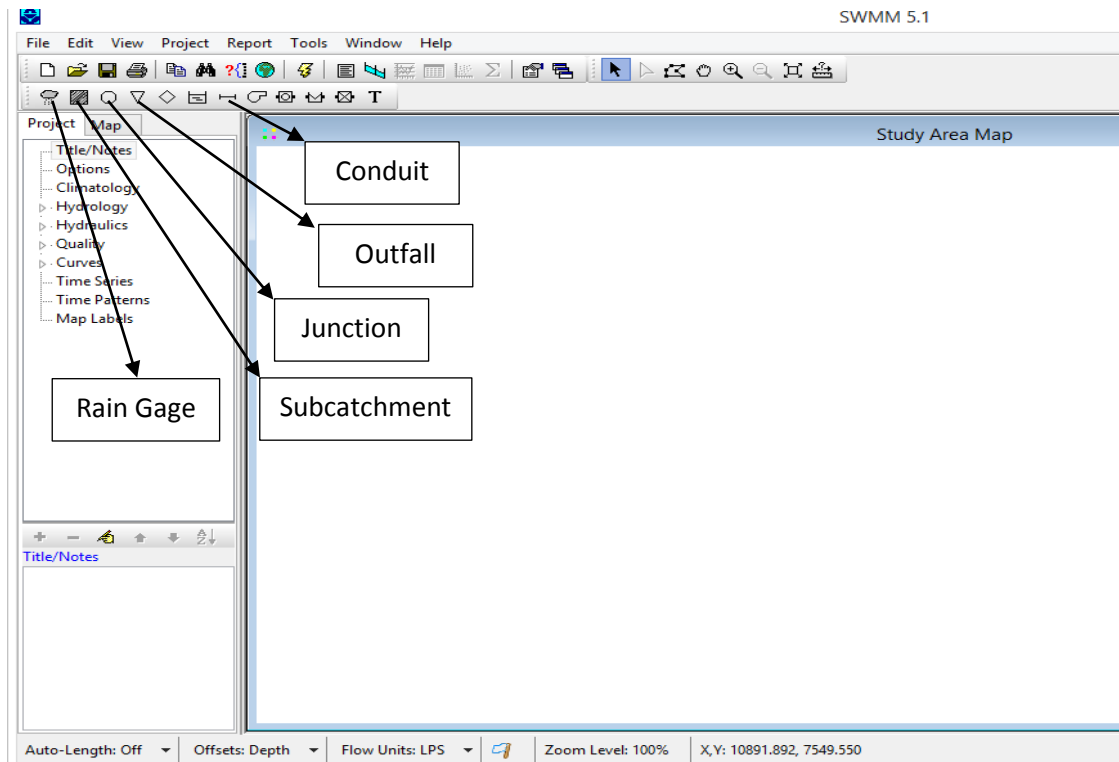 SWMM 5.1
File Edit View Project Report Tools Window Help
T
Project Map
Study Area Map
Title/Notes
Options
Climatology
Hydrology
Hydraulics
Quality
Curves
Time Series
Time Patterns
Map Labels
Conduit
Outfall
Junction
Rain Gage
Subcatchment
Title/Notes
Auto-Length: Off Offsets: Depth Flow Units: LPS Zoom Level: 100% X,Y: 10891.892, 7549.550